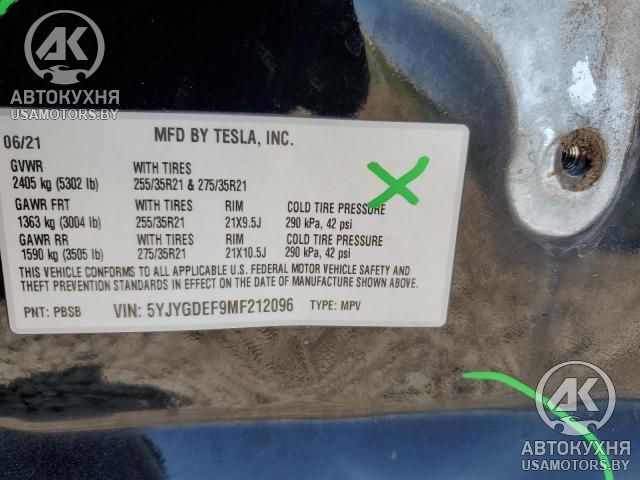 AK
АВТОКУХНЯ
USAMOTORS.BY
06/21 MFD BY TESLA, INC.
GVWR WITH TIRES
2405 kg (5302 lb) 255/35R21 & 275/35R21
GAWR FRT WITH TIRES RIM COLD TIRE PRESSURE
1363 kg (3004 lb) 255/35R21 21X9.5J 290 kPa, 42 psi
GAWR RR WITH TIRES RIM COLD TIRE PRESSURE
1590 kg (3505 lb) 275/35R21 21X10.5J 290 kPa, 42 psi
THIS VEHICLE CONFORMS TO ALL APPLICABLE U.S. FEDERAL MOTOR VEHICLE SAFETY AND
THEFT PREVENTION STANDARDS IN EFFECT ON THE DATE OF MANUFACTURE SHOWN ABOVE.
PNT: PBSB VIN: 5YJYGDEF9MF212096 TYPE: MPV
AK
АВТОКУХНЯ
USAMOTORS.BY